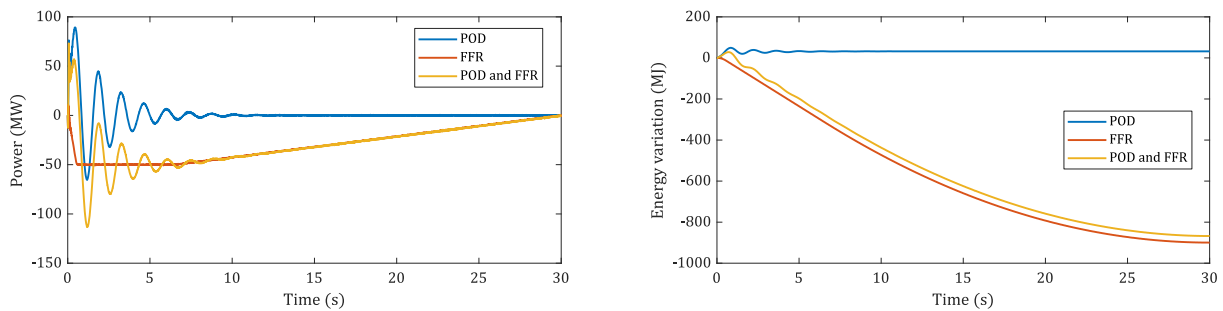 100
50
0
-50
-100
-150
Power (MW)
0
5
10
15
20
25
30
Time (s)
POD
FFR
POD and FFR
200
0
-200
-400
-600
-800
-1000
Energy variation (MJ)
0
5
10
15
20
25
30
Time (s)
POD
FFR
POD and FFR